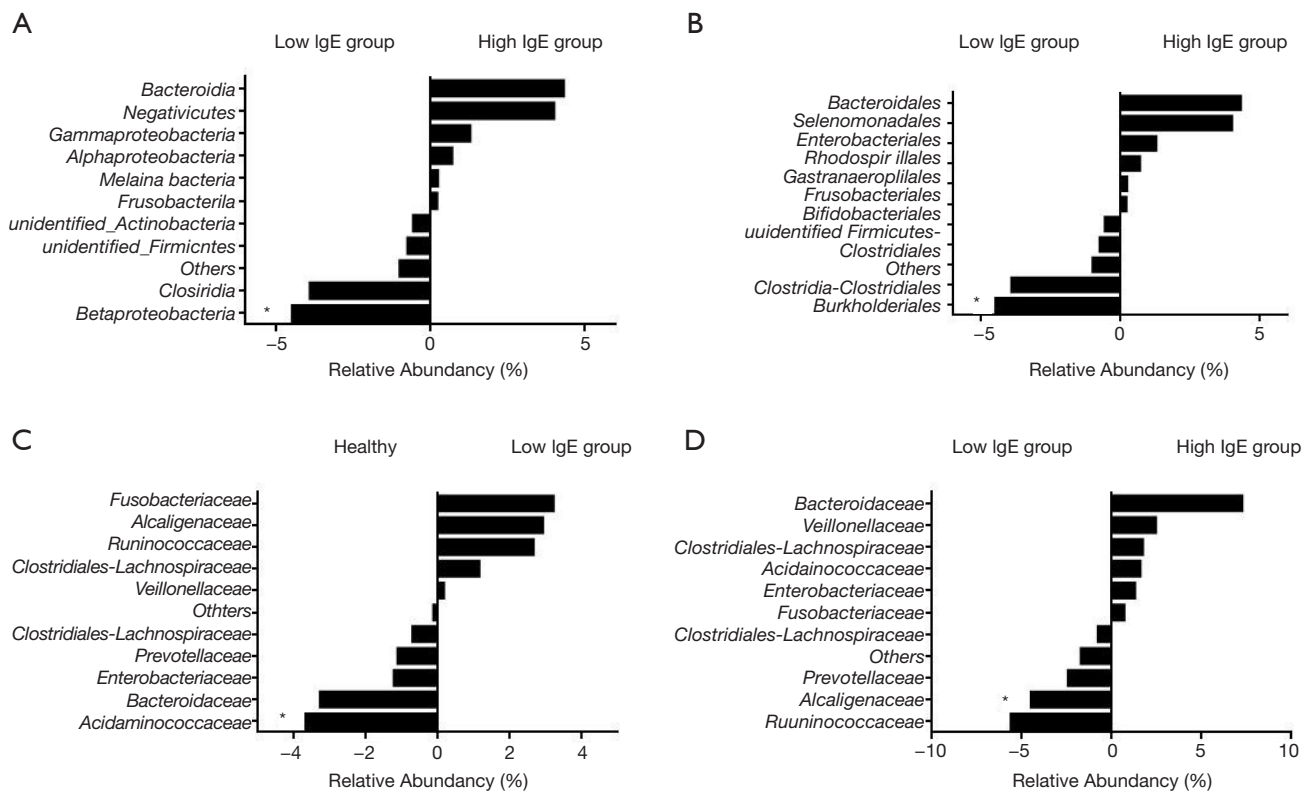 A
Low IgE group High IgE group
Bacteroidia
Negativicutes
Gammaproteobacteria
Alphaproteobacteria
Melaina bacteria
Frusobacterila
unidentified_Actinobacteria
unidentified_Firmicntes
Others
Closiridia
Betaproteobacteria *
−5 0 5
Relative Abundancy (%)
B
Low IgE group High IgE group
Bacteroidales
Selenomonadales
Enterobacteriales
Rhodospir illales
Gastranaeroplilales
Frusobacteriales
Bifidobacteriales
uuidentified Firmicutes-
Clostridiales
Others
Clostridia-Clostridiales
Burkholderiales *
−5 0 5
Relative Abundancy (%)
C
Healthy Low IgE group
Fusobacteriaceae
Alcaligenaceae
Runinococcaceae
Clostridiales-Lachnospiraceae
Veillonellaceae
Othters
Clostridiales-Lachnospiraceae
Prevotellaceae
Enterobacteriaceae
Bacteroidaceae
Acidaminococcaceae *
−4 −2 0 2 4
Relative Abundancy (%)
D
Low IgE group High IgE group
Bacteroidaceae
Veillonellaceae
Clostridiales-Lachnospiraceae
Acidainococcaceae
Enterobacteriaceae
Fusobacteriaceae
Clostridiales-Lachnospiraceae
Others
Prevotellaceae
Alcaligenaceae *
Ruuninococcaceae
−10 −5 0 5 10
Relative Abundancy (%)